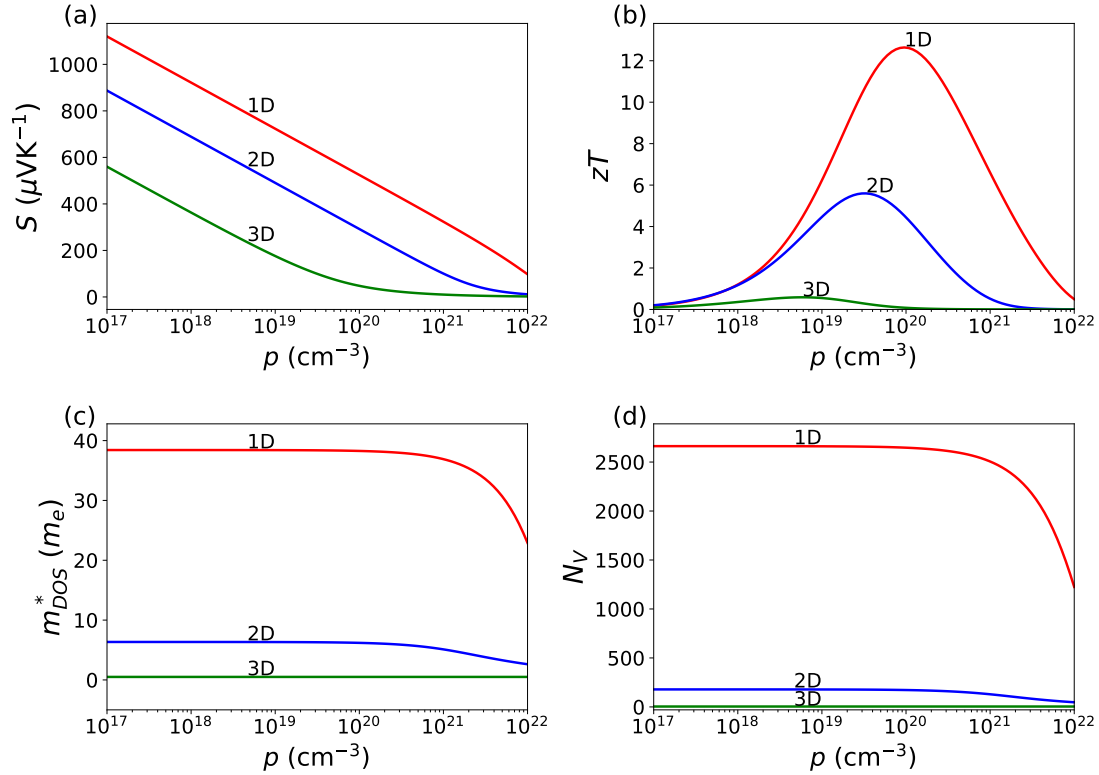 (a)
1000
800
600
400
200
0
S (μVK⁻¹)
1D
2D
3D
10¹⁷ 10¹⁸ 10¹⁹ 10²⁰ 10²¹ 10²²
p (cm⁻³)
(b)
12
10
8
6
4
2
0
zT
1D
2D
3D
10¹⁷ 10¹⁸ 10¹⁹ 10²⁰ 10²¹ 10²²
p (cm⁻³)
(c)
40
30
20
10
0
m*DOS (mₑ)
1D
2D
3D
10¹⁷ 10¹⁸ 10¹⁹ 10²⁰ 10²¹ 10²²
p (cm⁻³)
(d)
2500
2000
1500
1000
500
0
N_V
1D
2D
3D
10¹⁷ 10¹⁸ 10¹⁹ 10²⁰ 10²¹ 10²²
p (cm⁻³)